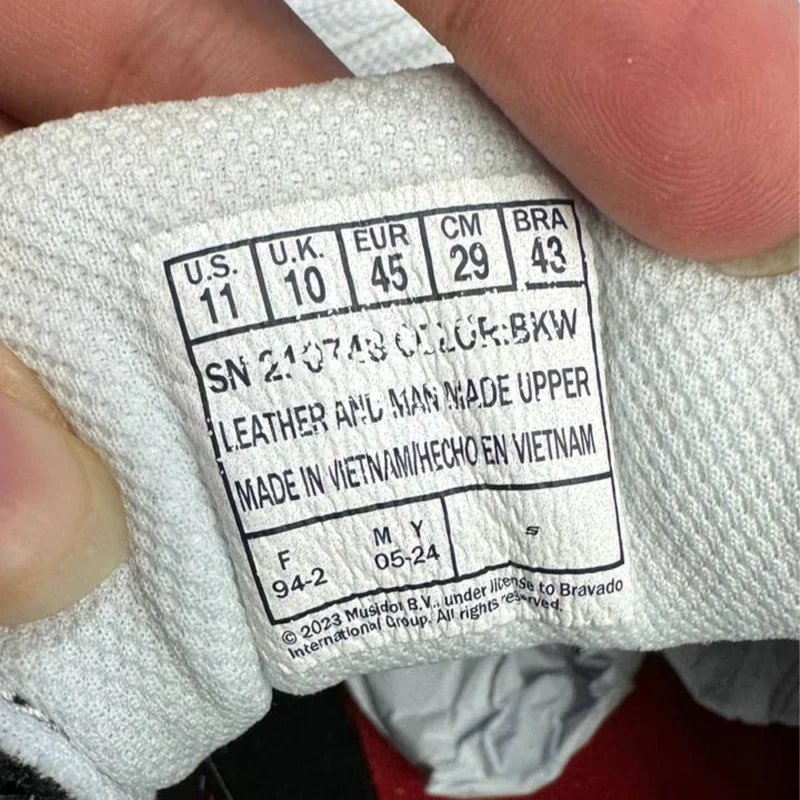 U.S. U.K. EUR CM BRA
11 10 45 29 43
SN 210748 COLOR:BKW
LEATHER AND MAN MADE UPPER
MADE IN VIETNAM/HECHO EN VIETNAM
F M Y S
94-2 05-24
© 2023 Musidor B.V., under license to Bravado
International Group. All rights reserved.